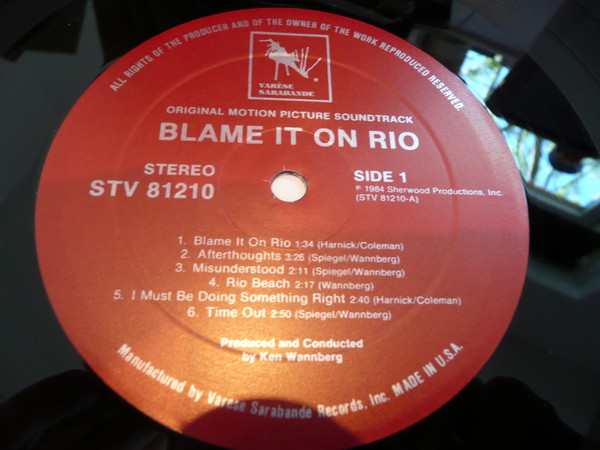 ALL RIGHTS OF THE PRODUCER AND OF THE OWNER OF THE WORK REPRODUCED RESERVED.
VARÈSE
SARABANDE
ORIGINAL MOTION PICTURE SOUNDTRACK
BLAME IT ON RIO
STEREO
STV 81210
SIDE 1
℗ 1984 Sherwood Productions, Inc.
(STV 81210-A)
1. Blame It On Rio 1:34 (Harnick/Coleman)
2. Afterthoughts 3:26 (Spiegel/Wannberg)
3. Misunderstood 2:11 (Spiegel/Wannberg)
4. Rio Beach 2:17 (Wannberg)
5. I Must Be Doing Something Right 2:40 (Harnick/Coleman)
6. Time Out 2:50 (Spiegel/Wannberg)
Produced and Conducted
by Ken Wannberg
Manufactured by Varèse Sarabande Records, Inc. MADE IN U.S.A.